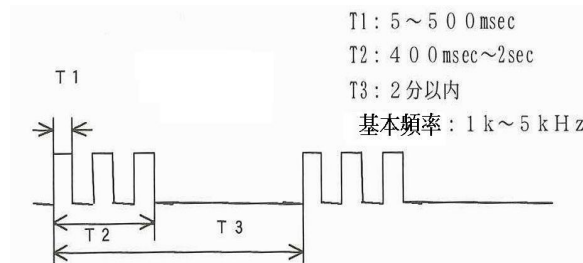 T1：5～５００msec
T2：４００msec～2sec
T3：２分以内
基本頻率：１k～５kＨz
Ｔ１
Ｔ２
Ｔ３